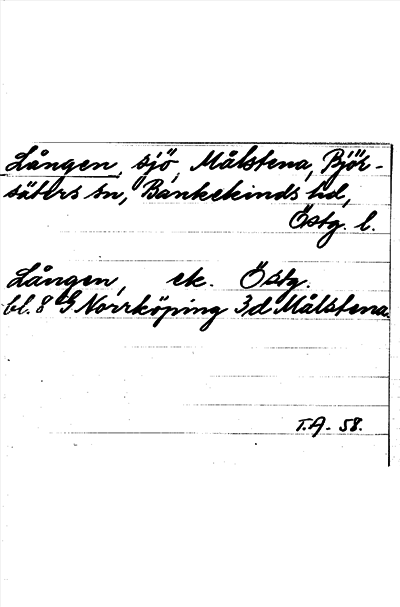 Lången, sjö, Målstena, Björ-
säters sn, Bankekinds hd,
Östg. l.
Lången, ek. Östg.
bl. 8 G Norrköping 3d Målstena.
T.A. 58.